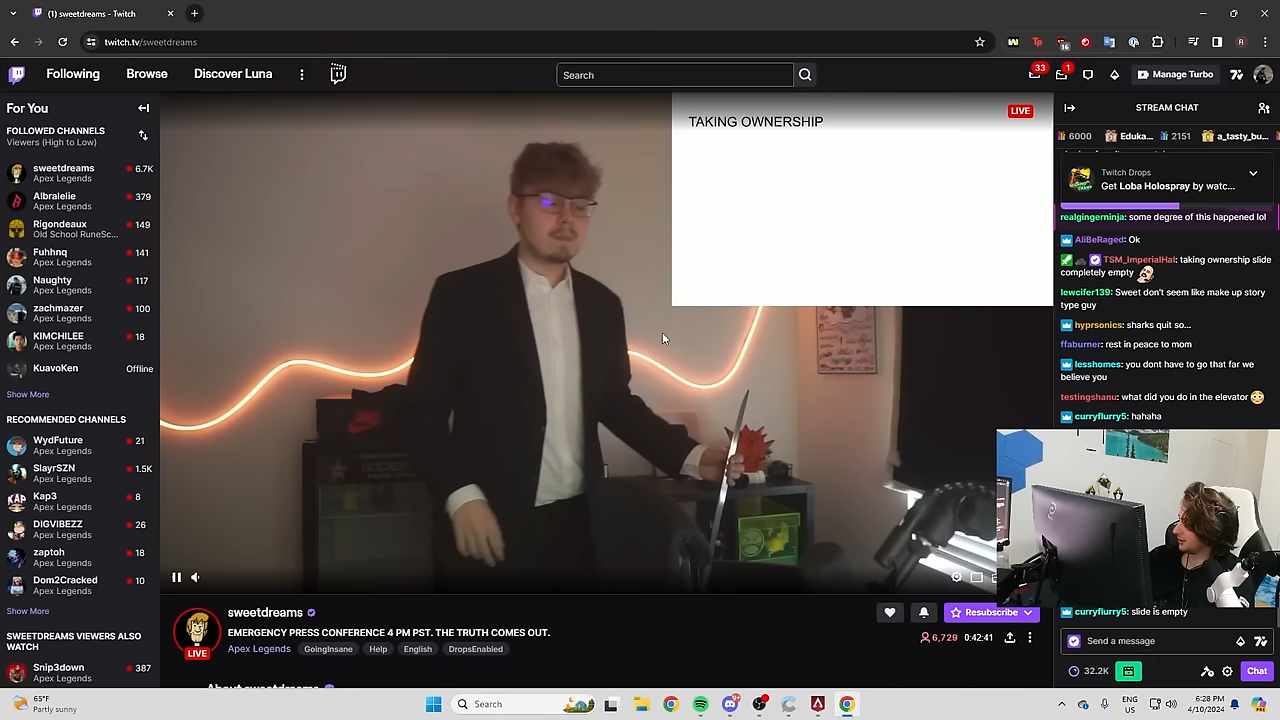 (1) sweetdreams - Twitch
twitch.tv/sweetdreams
16
R
Following
Browse
Discover Luna
Search
33
1
Manage Turbo
For You
FOLLOWED CHANNELS
Viewers (High to Low)
sweetdreams
6.7K
Apex Legends
Albralelie
379
Apex Legends
Rigondeaux
149
Old School RuneSc...
Fuhhnq
141
Apex Legends
Naughty
117
Apex Legends
zachmazer
100
Apex Legends
KIMCHILEE
18
Apex Legends
KuavoKen
Offli
Show More
RECOMMENDED CHANNELS
WydFuture
21
Apex Legends
SlayrSZN
1.5K
Apex Legends
Kap3
8
Apex Legends
DIGVIBEZZ
26
Apex Legends
zaptoh
18
Apex Legends
Dom2Cracked
10
Apex Legends
Show More
SWEETDREAMS VIEWERS ALSO
WATCH
Snip3down
387
Apex Legends
TAKING OWNERSHIP
LIVE
LIVE
sweetdreams
EMERGENCY PRESS CONFERENCE 4 PM PST. THE TRUTH COMES OUT.
Apex Legends
GoingInsane
Help
English
DropsEnabled
Resubscribe
6,729
0:42:41
About sweetdreams
STREAM CHAT
6000
Eduka...
2151
a_tasty_bu...
Twitch Drops
Get Loba Holospray by watc...
realgingerninja: some degree of this happened lol
AliBeRaged: Ok
TSM_ImperialHal: taking ownership slide
completely empty
lewcifer139: Sweet don't seem like make up story
type guy
hyprsonics: sharks quit so...
ffaburner: rest in peace to mom
lesshomes: you dont have to go that far we
believe you
testingshanu: what did you do in the elevator
curryflurry5: hahaha
curryflurry5: slide is empty
Send a message
32.2K
Chat
65°F
Partly sunny
Search
9+
ENG
US
6:28 PM
4/10/2024